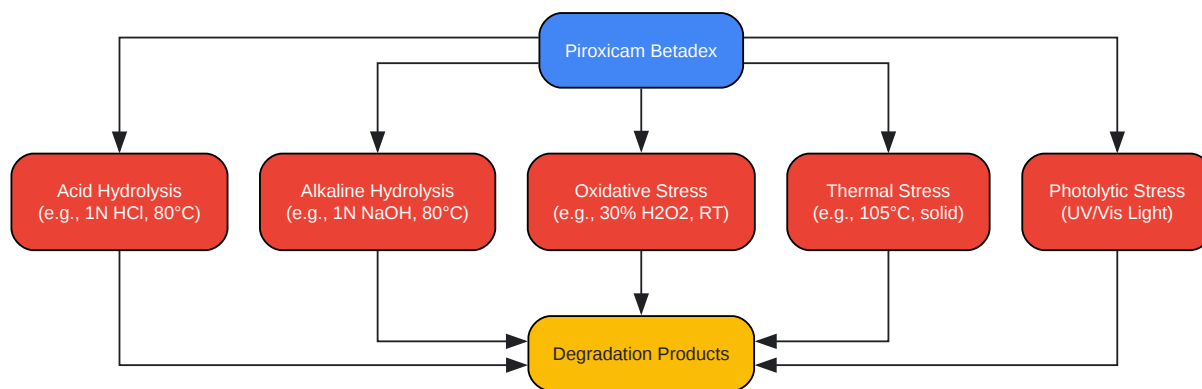 Piroxicam Betadex
Acid Hydrolysis
(e.g., 1N HCl, 80°C)
Alkaline Hydrolysis
(e.g., 1N NaOH, 80°C)
Oxidative Stress
(e.g., 30% H2O2, RT)
Thermal Stress
(e.g., 105°C, solid)
Photolytic Stress
(UV/Vis Light)
Degradation Products